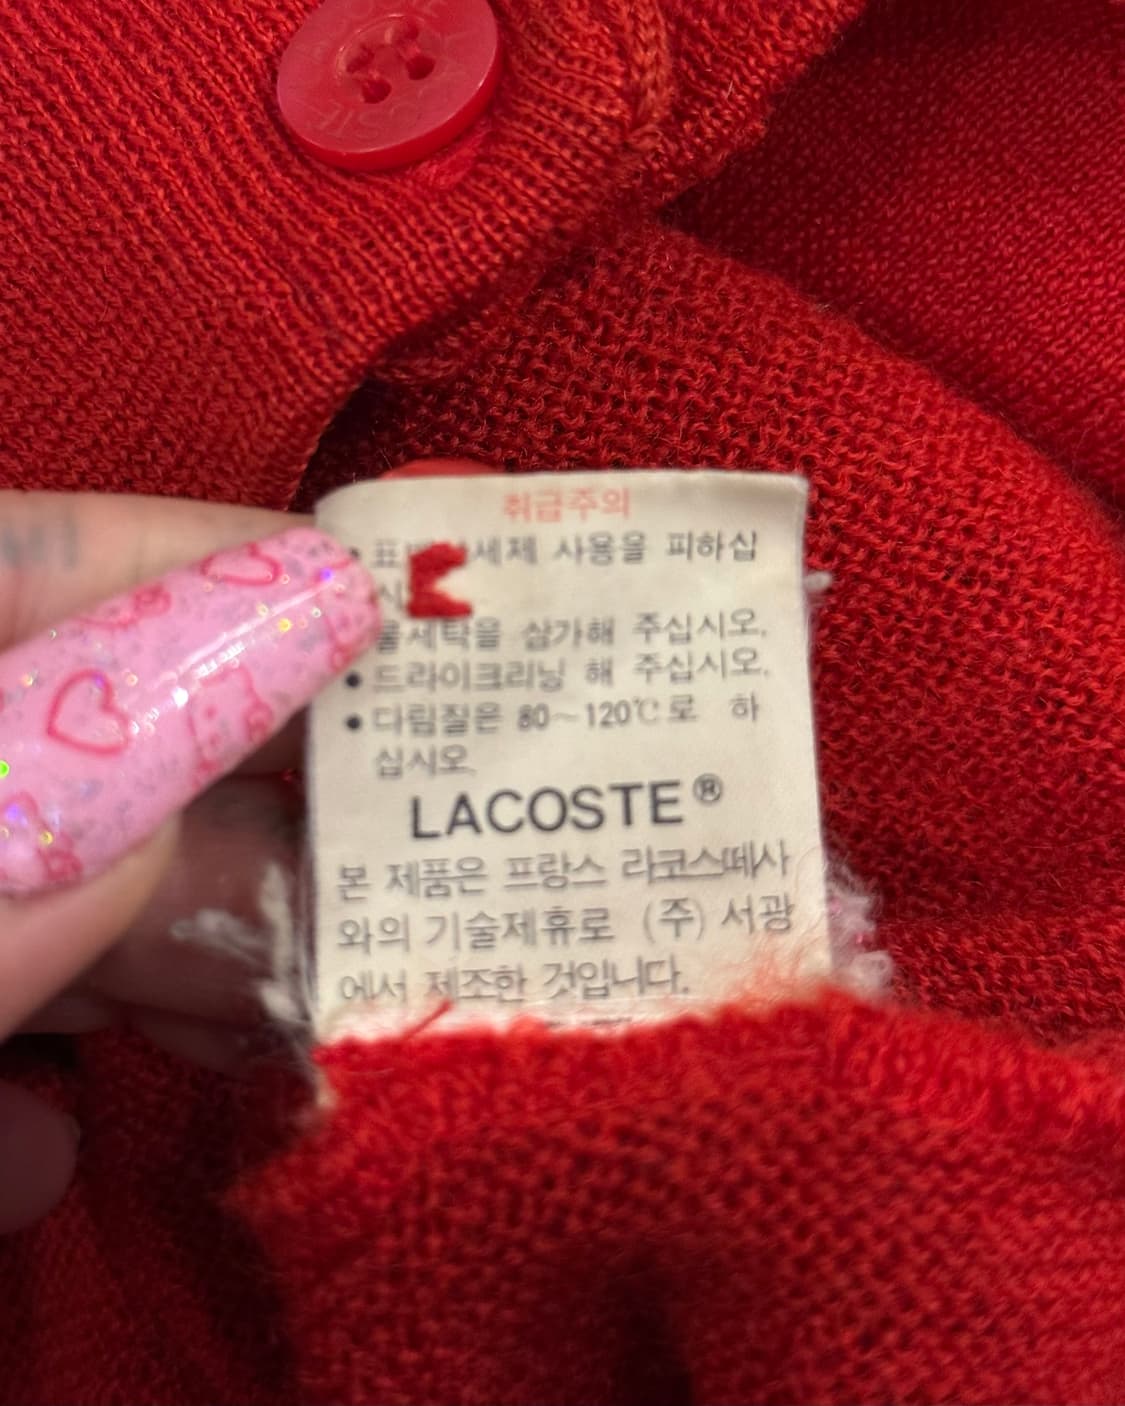 취급주의
세제 사용을 피하십
물세탁을 삼가해 주십시오.
• 드라이크리닝 해 주십시오.
• 다림질은 80~120℃로 하
십시오.
LACOSTE®
본 제품은 프랑스 라코스떼사
와의 기술제휴로 (주) 서광
에서 제조한 것입니다.